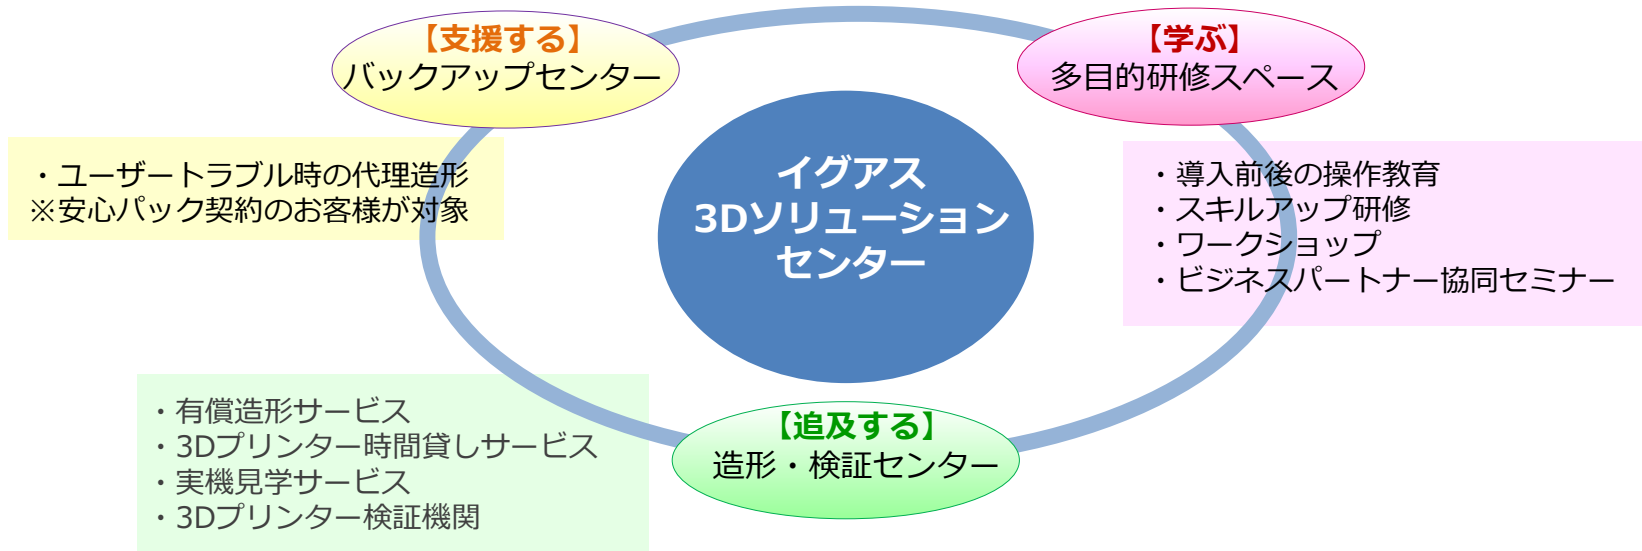 【支援する】
バックアップセンター
・ユーザートラブル時の代理造形
※安心パック契約のお客様が対象
【学ぶ】
多目的研修スペース
・導入前後の操作教育
・スキルアップ研修
・ワークショップ
・ビジネスパートナー協同セミナー
イグアス
3Dソリューション
センター
【追及する】
造形・検証センター
・有償造形サービス
・3Dプリンター時間貸しサービス
・実機見学サービス
・3Dプリンター検証機関